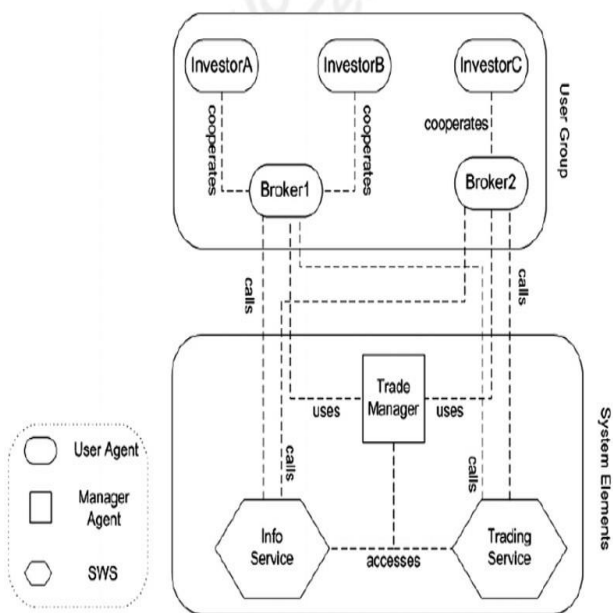 InvestorA
InvestorB
InvestorC
cooperates
cooperates
cooperates
Broker1
Broker2
User Group
calls
calls
Trade
Manager
uses
uses
calls
calls
Info
Service
Trading
Service
accesses
System Elements
User Agent
Manager
Agent
SWS